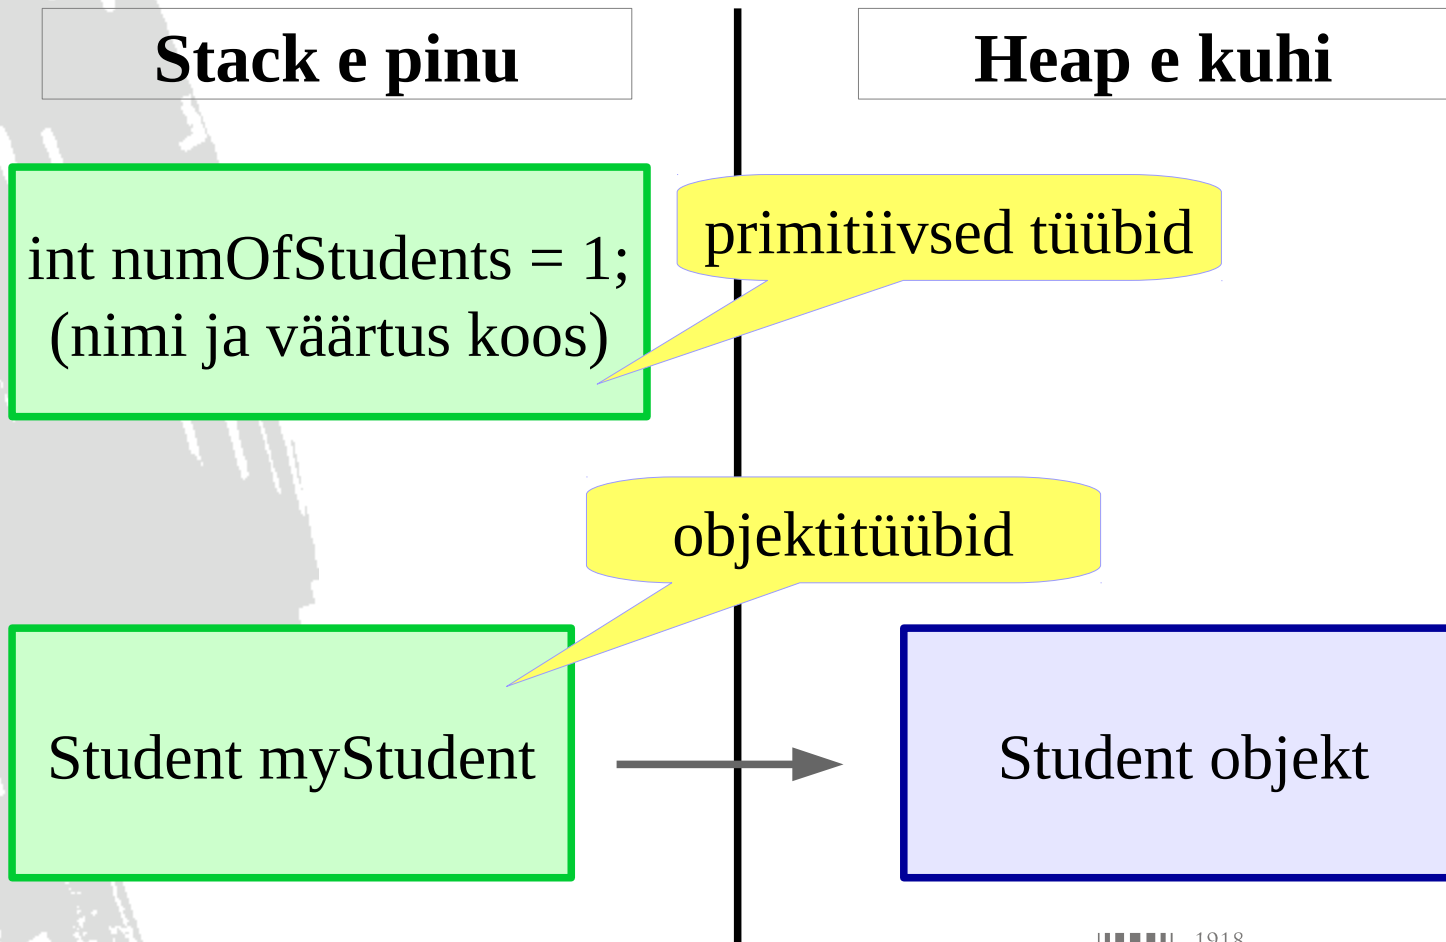 Stack e pinu
Heap e kuhi
int numOfStudents = 1;
(nimi ja väärtus koos)
primitiivsed tüübid
objektitüübid
Student myStudent
Student objekt
1918